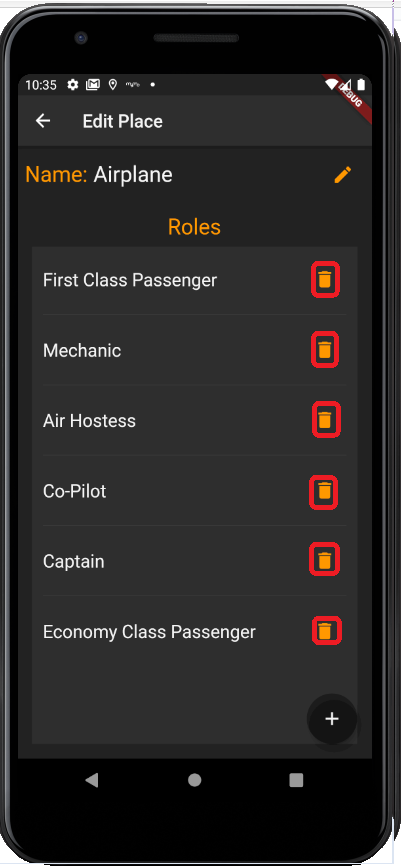 10:35
DEBUG
Edit Place
Name: Airplane
Roles
First Class Passenger
Mechanic
Air Hostess
Co-Pilot
Captain
Economy Class Passenger
+